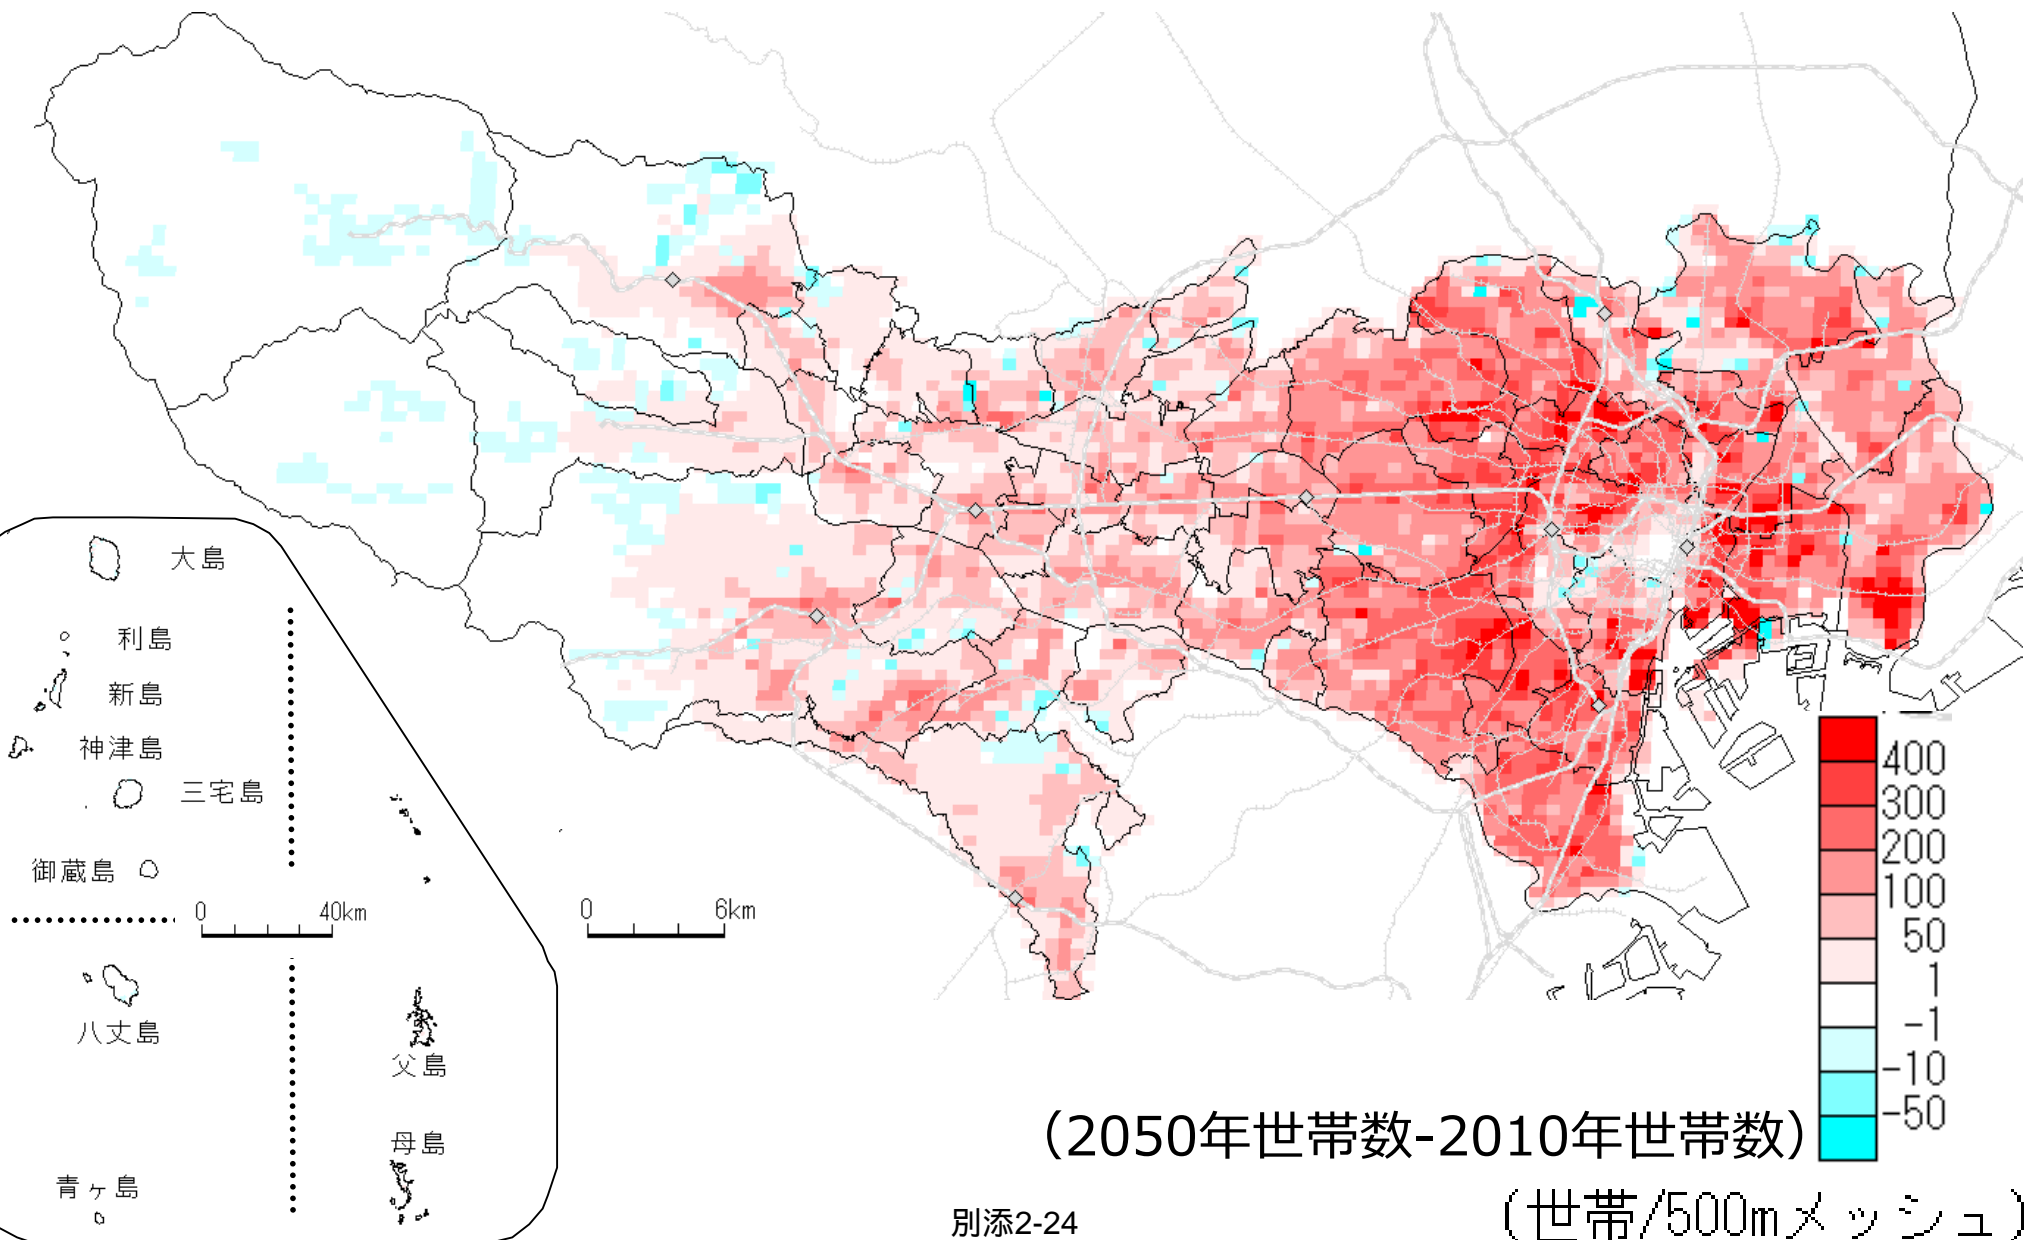 大島
利島
新島
神津島
三宅島
御蔵島
0 40km
0 6km
八丈島
父島
母島
青ヶ島
400
300
200
100
50
1
-1
-10
-50
（2050年世帯数-2010年世帯数）
(世帯/500mメッシュ)
別添2-24